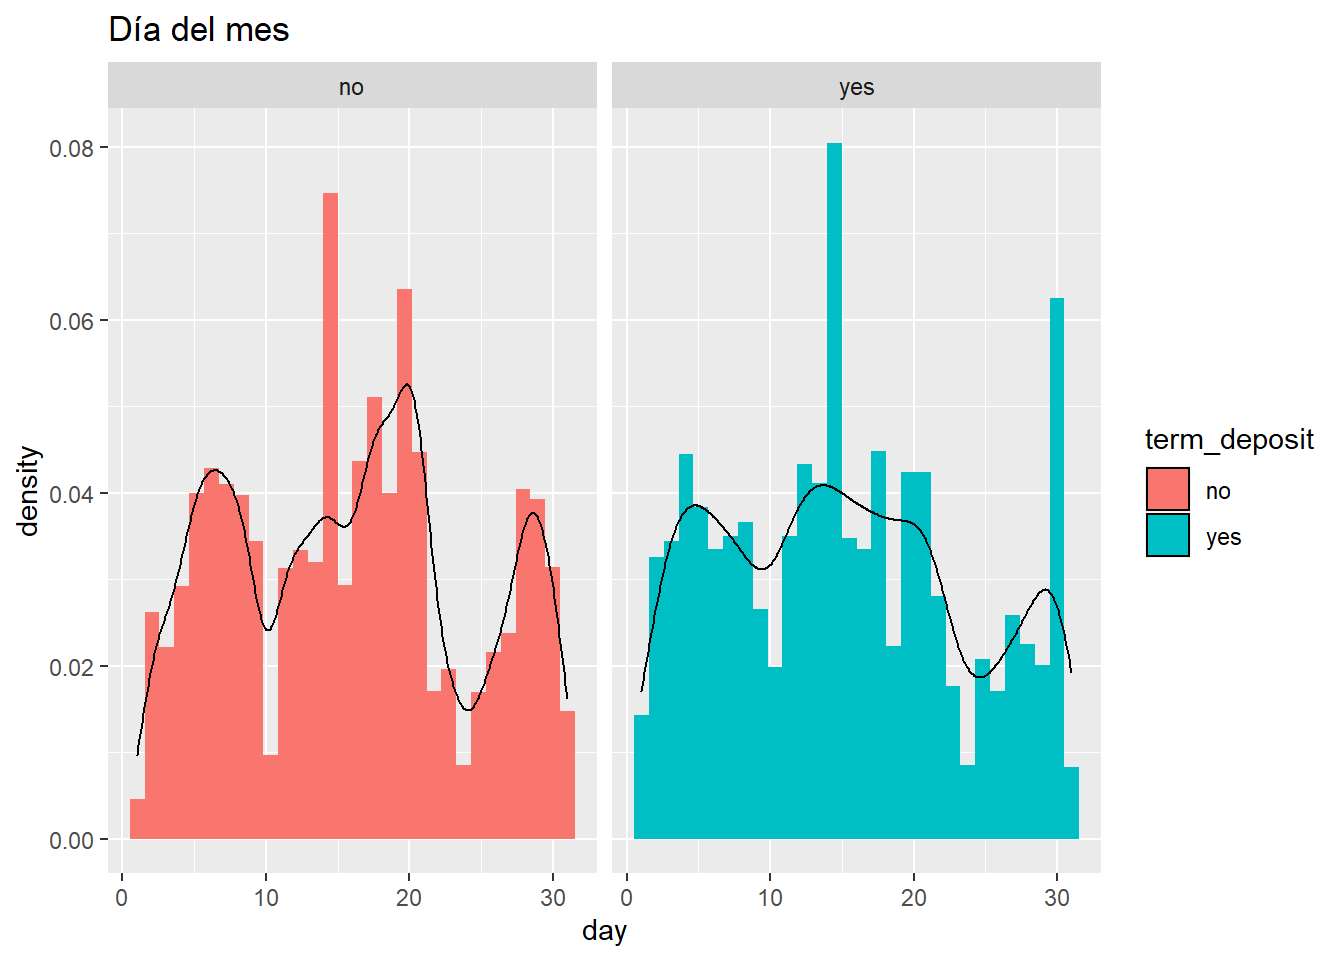 Día del mes
no
yes
0.08
0.06
0.04
0.02
0.00
density
0 10 20 30
0 10 20 30
day
term_deposit
no
yes